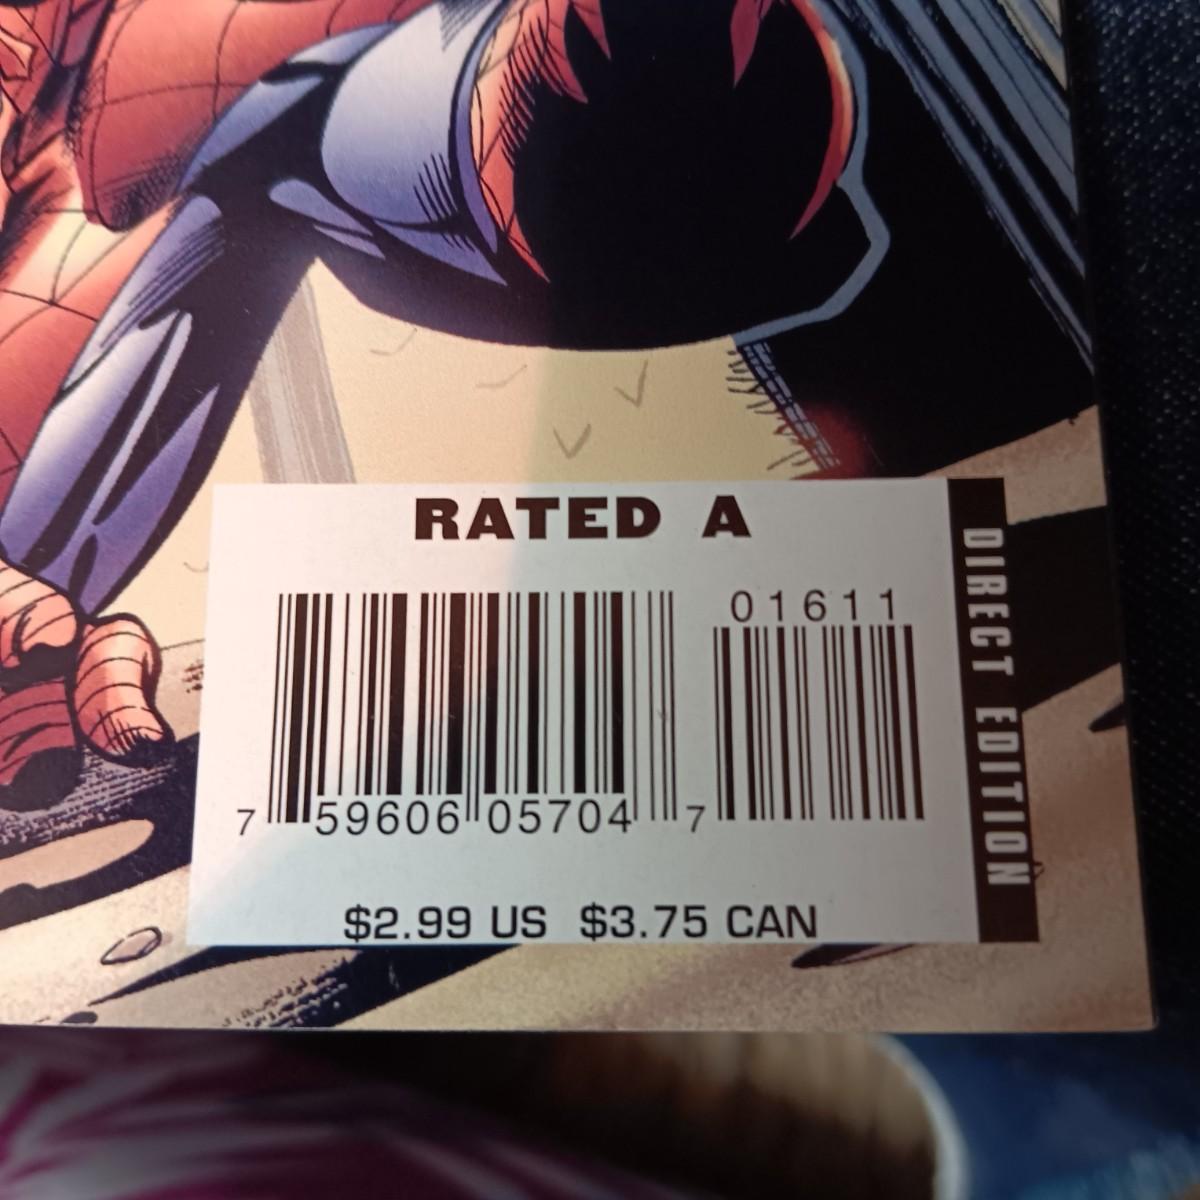 RATED A
01611
7 59606 05704 7
$2.99 US $3.75 CAN
DIRECT EDITION